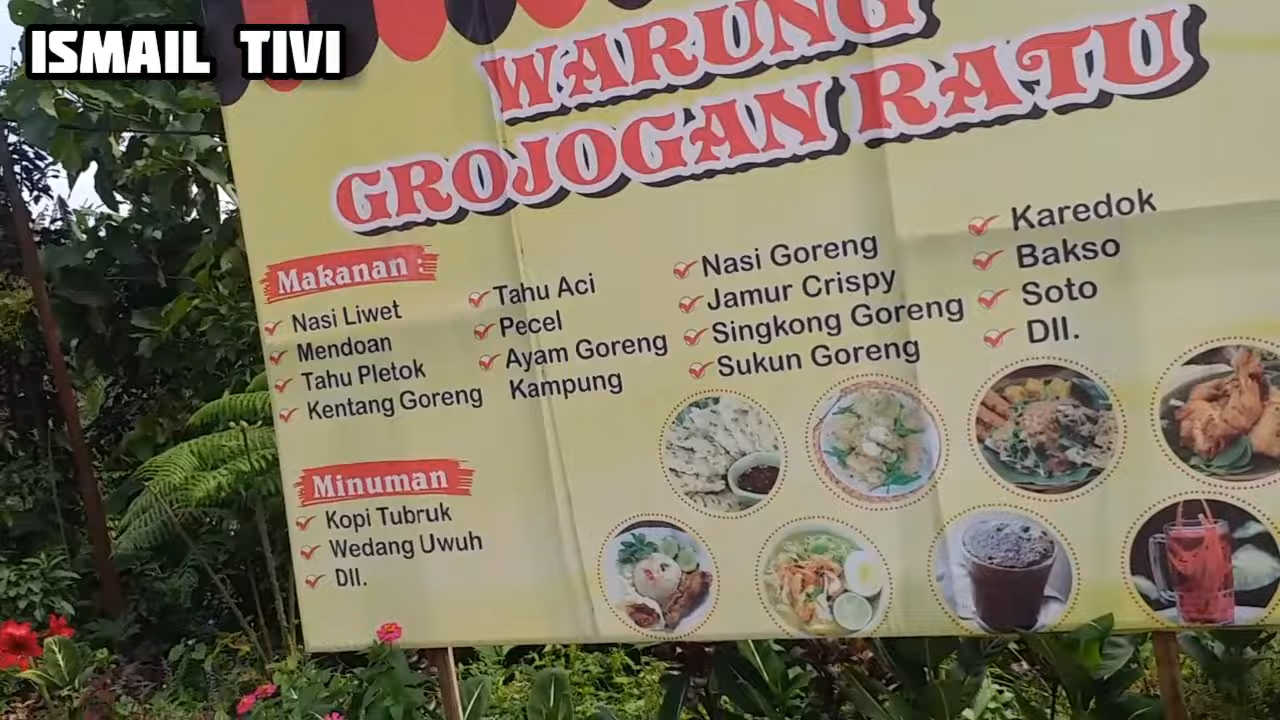 ISMAIL TIVI
WARUNG
GROJOGAN RATU
Makanan :
Nasi Liwet
Mendoan
Tahu Pletok
Kentang Goreng
Tahu Aci
Pecel
Ayam Goreng
Kampung
Nasi Goreng
Jamur Crispy
Singkong Goreng
Sukun Goreng
Karedok
Bakso
Soto
Dll.
Minuman
Kopi Tubruk
Wedang Uwuh
Dll.